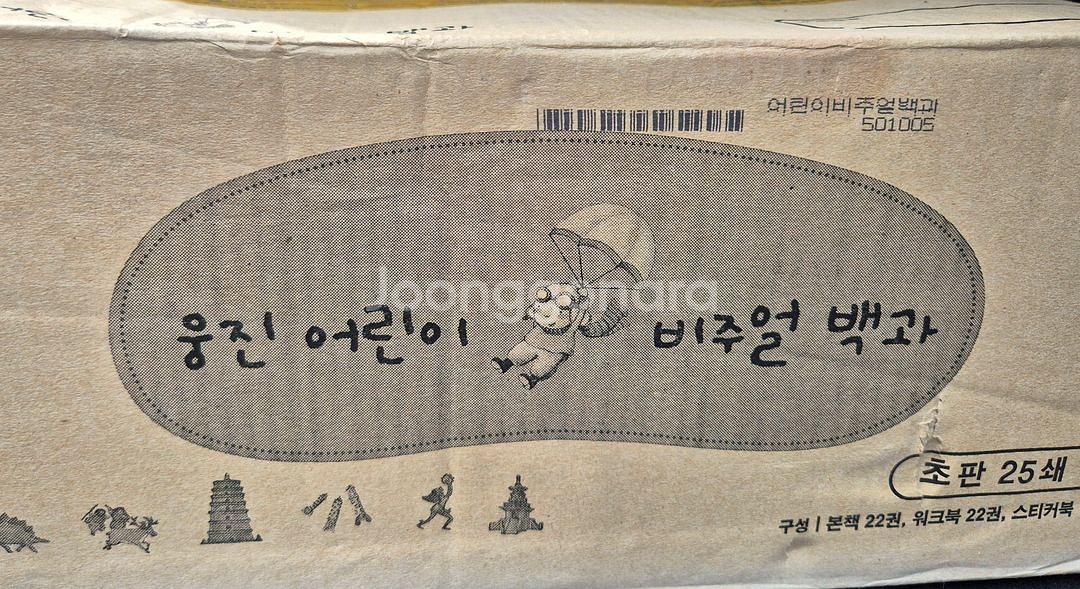 어린이비주얼백과
501005
Joonggonara
웅진 어린이 비주얼 백과
초판 25쇄
구성 | 본책 22권, 워크북 22권, 스티커북